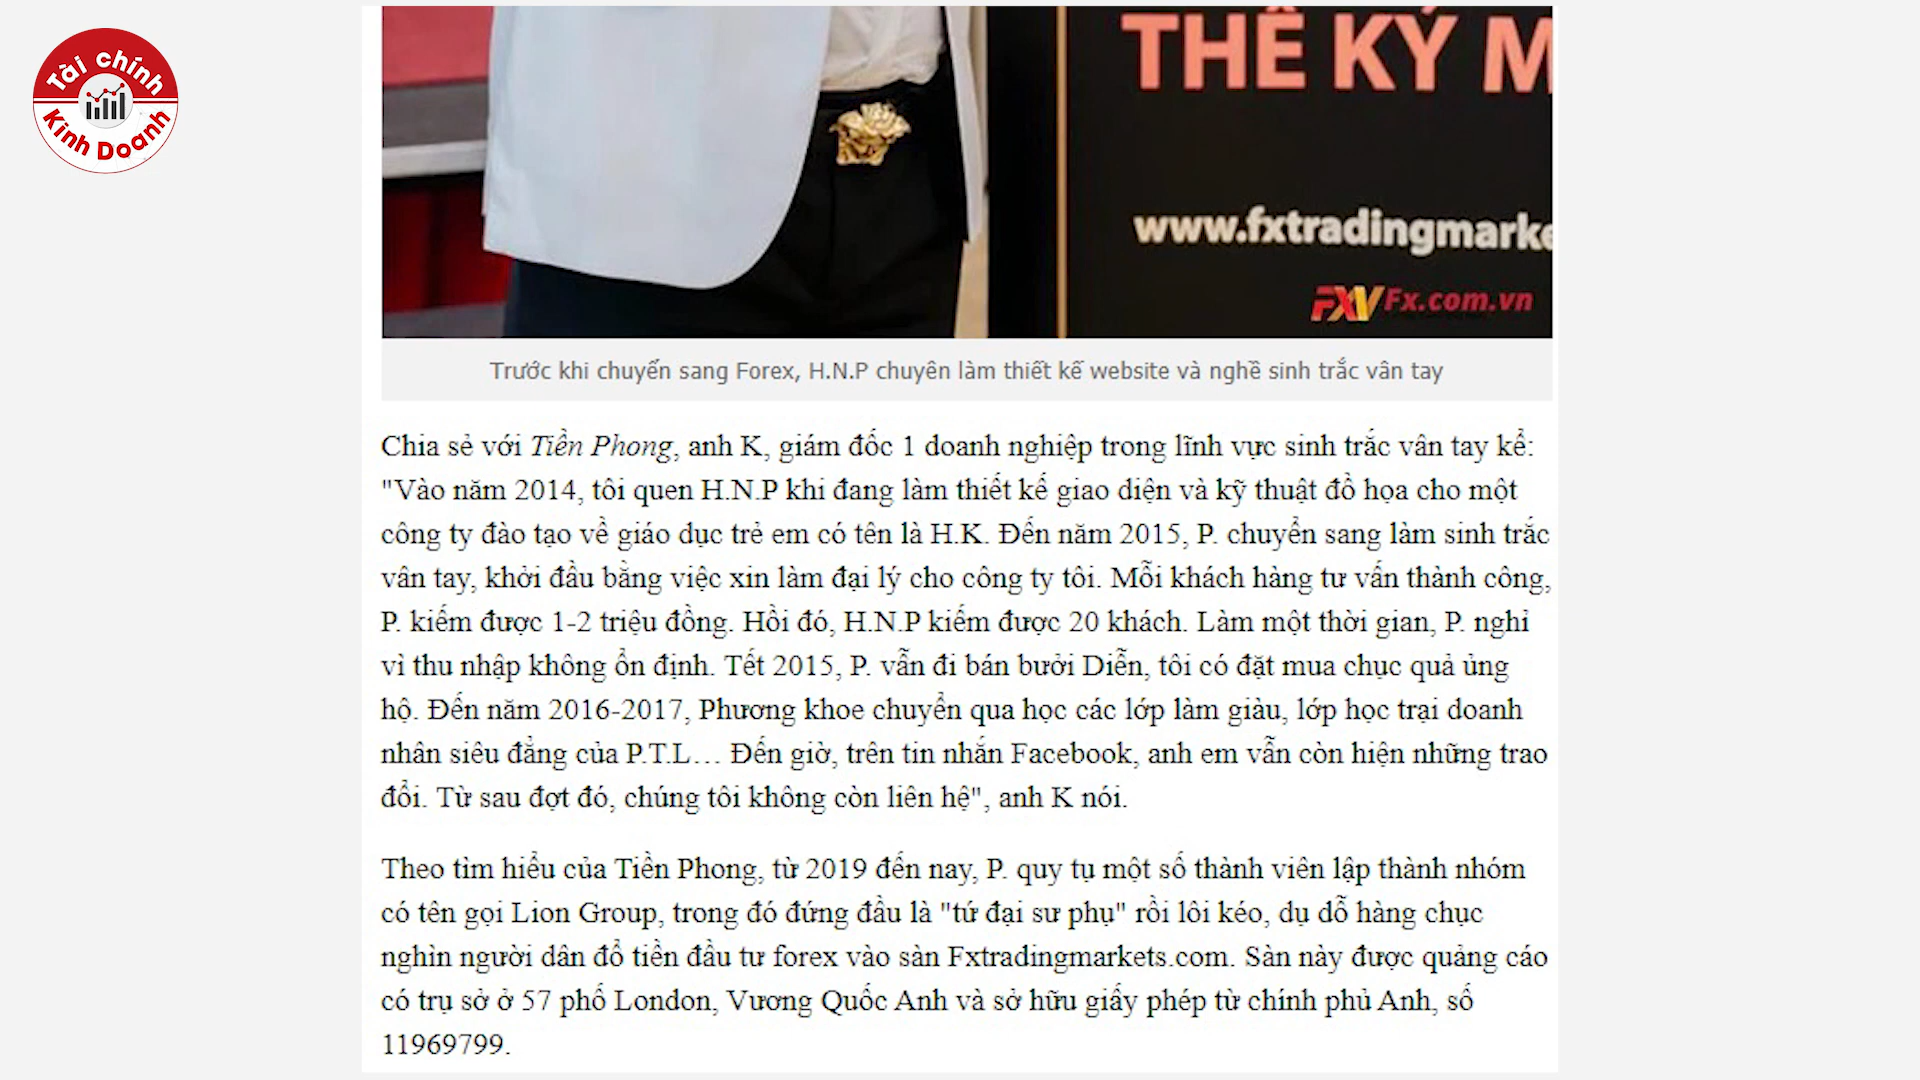 Tài chính
Kinh Doanh
THẾ KỶ M
www.fxtradingmarke
FXV Fx.com.vn
Trước khi chuyển sang Forex, H.N.P chuyên làm thiết kế website và nghề sinh trắc vân tay
Chia sẻ với Tiền Phong, anh K, giám đốc 1 doanh nghiệp trong lĩnh vực sinh trắc vân tay kể:
"Vào năm 2014, tôi quen H.N.P khi đang làm thiết kế giao diện và kỹ thuật đồ họa cho một
công ty đào tạo về giáo dục trẻ em có tên là H.K. Đến năm 2015, P. chuyển sang làm sinh trắc
vân tay, khởi đầu bằng việc xin làm đại lý cho công ty tôi. Mỗi khách hàng tư vấn thành công,
P. kiếm được 1-2 triệu đồng. Hồi đó, H.N.P kiếm được 20 khách. Làm một thời gian, P. nghỉ
vì thu nhập không ổn định. Tết 2015, P. vẫn đi bán bưởi Diễn, tôi có đặt mua chục quả ủng
hộ. Đến năm 2016-2017, Phương khoe chuyển qua học các lớp làm giàu, lớp học trại doanh
nhân siêu đẳng của P.T.L… Đến giờ, trên tin nhắn Facebook, anh em vẫn còn hiện những trao
đổi. Từ sau đợt đó, chúng tôi không còn liên hệ", anh K nói.
Theo tìm hiểu của Tiền Phong, từ 2019 đến nay, P. quy tụ một số thành viên lập thành nhóm
có tên gọi Lion Group, trong đó đứng đầu là "tứ đại sư phụ" rồi lôi kéo, dụ dỗ hàng chục
nghìn người dân đổ tiền đầu tư forex vào sàn Fxtradingmarkets.com. Sàn này được quảng cáo
có trụ sở ở 57 phố London, Vương Quốc Anh và sở hữu giấy phép từ chính phủ Anh, số
11969799.